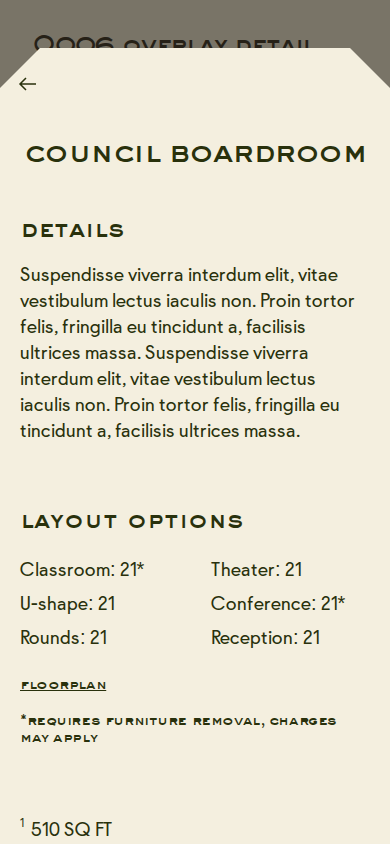 0006 OVERLAY DETAIL
←
COUNCIL BOARDROOM
DETAILS
Suspendisse viverra interdum elit, vitae
vestibulum lectus iaculis non. Proin tortor
felis, fringilla eu tincidunt a, facilisis
ultrices massa. Suspendisse viverra
interdum elit, vitae vestibulum lectus
iaculis non. Proin tortor felis, fringilla eu
tincidunt a, facilisis ultrices massa.
LAYOUT OPTIONS
Classroom: 21* Theater: 21
U-shape: 21 Conference: 21*
Rounds: 21 Reception: 21
FLOORPLAN
*REQUIRES FURNITURE REMOVAL, CHARGES
MAY APPLY
1 510 SQ FT